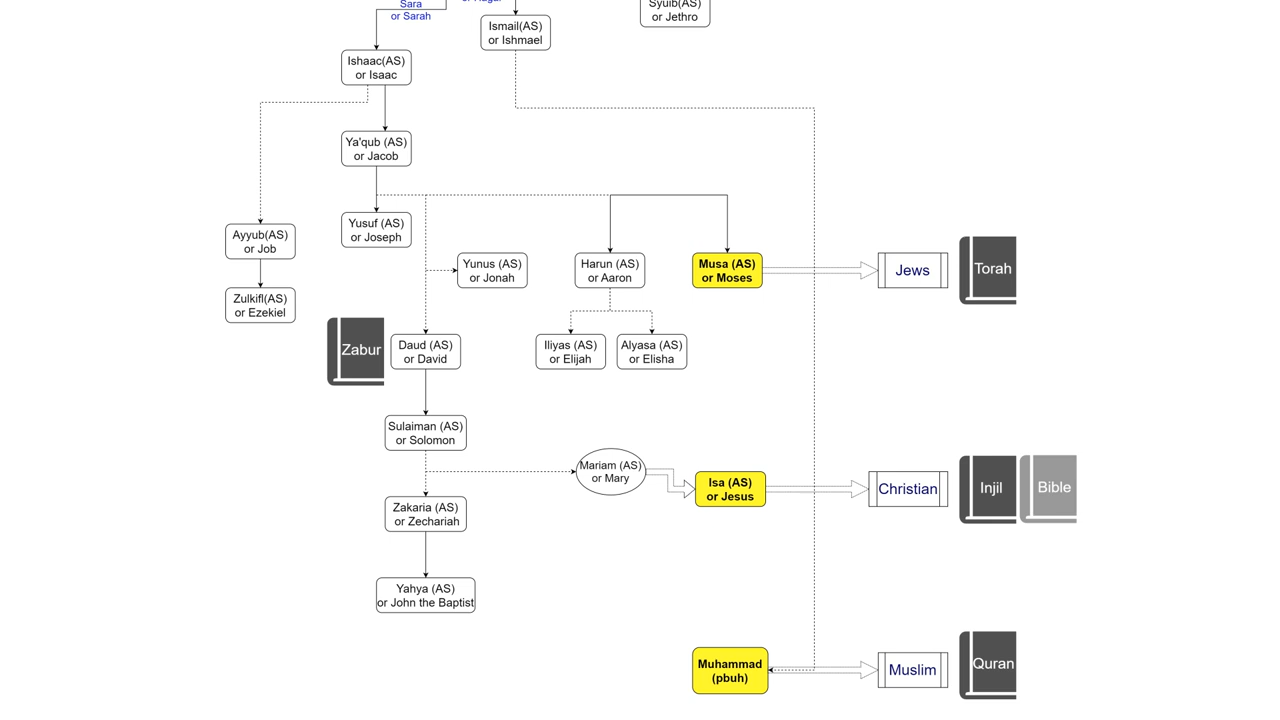 Sara
or Sarah
Syuib(AS)
or Jethro
Ismail(AS)
or Ishmael
Ishaac(AS)
or Isaac
Ya'qub (AS)
or Jacob
Yusuf (AS)
or Joseph
Ayyub(AS)
or Job
Yunus (AS)
or Jonah
Harun (AS)
or Aaron
Musa (AS)
or Moses
Jews
Torah
Zulkifl(AS)
or Ezekiel
Zabur
Daud (AS)
or David
Iliyas (AS)
or Elijah
Alyasa (AS)
or Elisha
Sulaiman (AS)
or Solomon
Mariam (AS)
or Mary
Isa (AS)
or Jesus
Christian
Injil
Bible
Zakaria (AS)
or Zechariah
Yahya (AS)
or John the Baptist
Muhammad
(pbuh)
Muslim
Quran